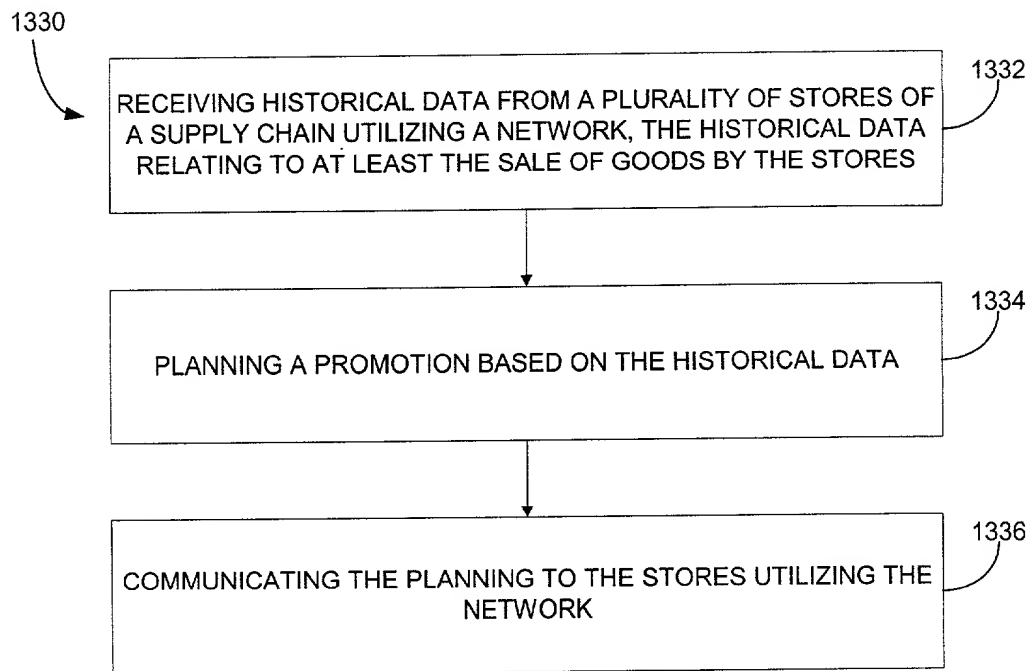 1330
1332
RECEIVING HISTORICAL DATA FROM A PLURALITY OF STORES OF
A SUPPLY CHAIN UTILIZING A NETWORK, THE HISTORICAL DATA
RELATING TO AT LEAST THE SALE OF GOODS BY THE STORES
1334
PLANNING A PROMOTION BASED ON THE HISTORICAL DATA
1336
COMMUNICATING THE PLANNING TO THE STORES UTILIZING THE
NETWORK